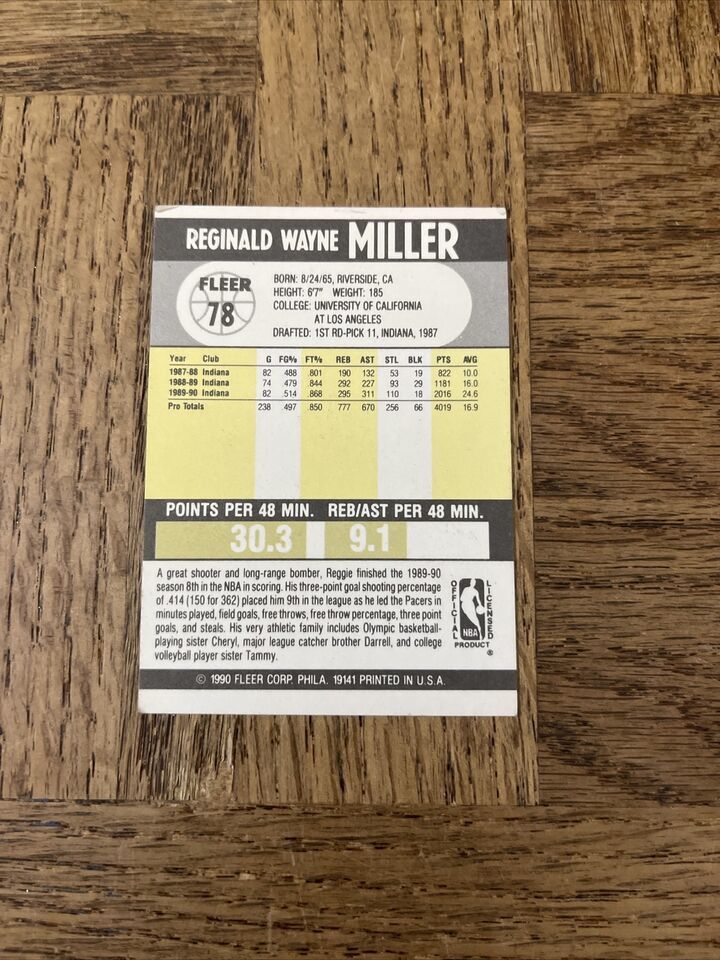 REGINALD WAYNE MILLER
FLEER
78
BORN: 8/24/65, RIVERSIDE, CA
HEIGHT: 6'7" WEIGHT: 185
COLLEGE: UNIVERSITY OF CALIFORNIA
AT LOS ANGELES
DRAFTED: 1ST RD-PICK 11, INDIANA, 1987
Year Club G FG% FT% REB AST STL BLK PTS AVG
1987-88 Indiana 82 .488 .801 190 132 53 19 822 10.0
1988-89 Indiana 74 .479 .844 292 227 93 29 1181 16.0
1989-90 Indiana 82 .514 .868 295 311 110 18 2016 24.6
Pro Totals 238 .497 .850 777 670 256 66 4019 16.9
POINTS PER 48 MIN. REB/AST PER 48 MIN.
30.3 9.1
A great shooter and long-range bomber, Reggie finished the 1989-90
season 8th in the NBA in scoring. His three-point goal shooting percentage
of .414 (150 for 362) placed him 9th in the league as he led the Pacers in
minutes played, field goals, free throws, free throw percentage, three point
goals, and steals. His very athletic family includes Olympic basketball-
playing sister Cheryl, major league catcher brother Darrell, and college
volleyball player sister Tammy.
OFFICIAL
NBA
LICENSED
PRODUCT ®
© 1990 FLEER CORP. PHILA. 19141 PRINTED IN U.S.A.